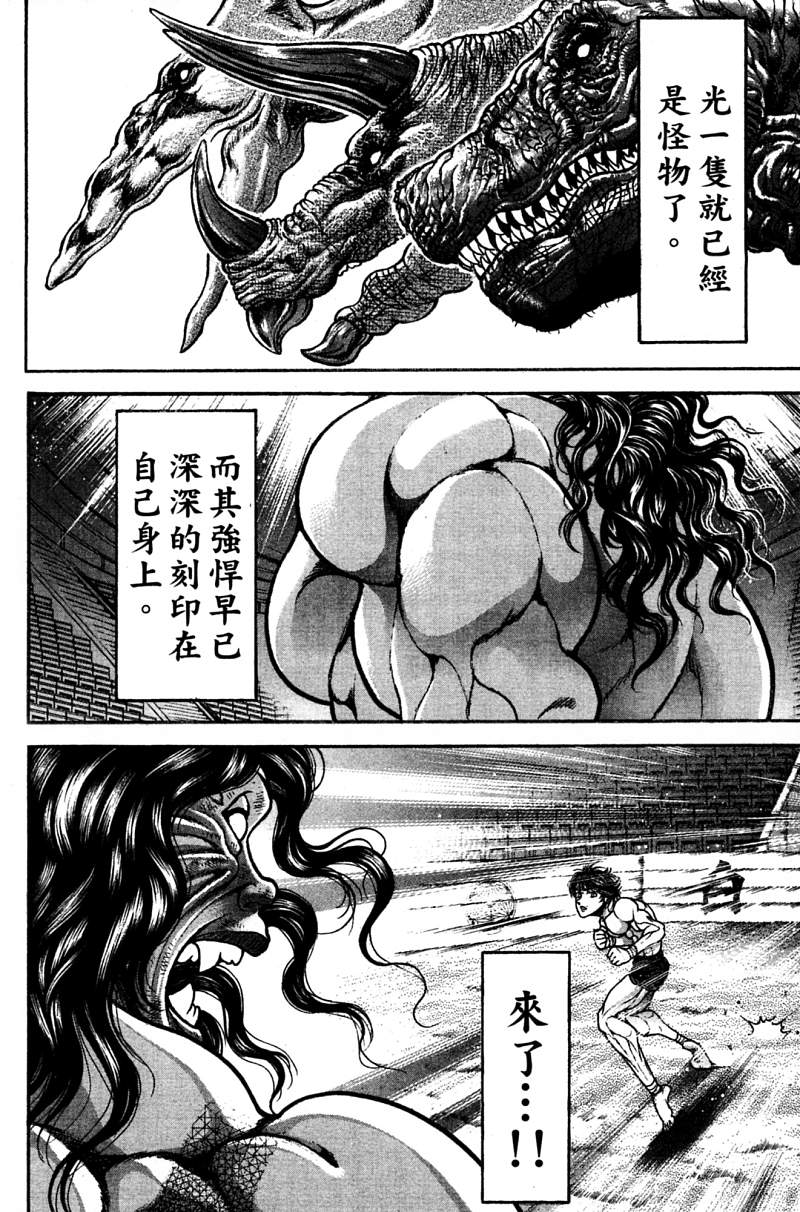 光一隻就已經
是怪物了。
而其強悍早已
深深的刻印在
自己身上。
來了…!!